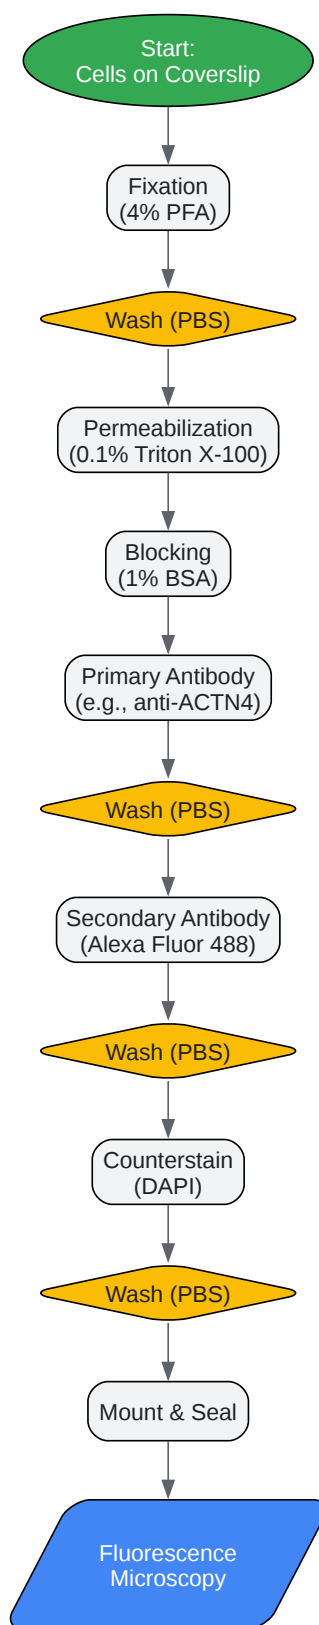 Start:
Cells on Coverslip
Fixation
(4% PFA)
Wash (PBS)
Permeabilization
(0.1% Triton X-100)
Blocking
(1% BSA)
Primary Antibody
(e.g., anti-ACTN4)
Wash (PBS)
Secondary Antibody
(Alexa Fluor 488)
Wash (PBS)
Counterstain
(DAPI)
Wash (PBS)
Mount & Seal
Fluorescence
Microscopy